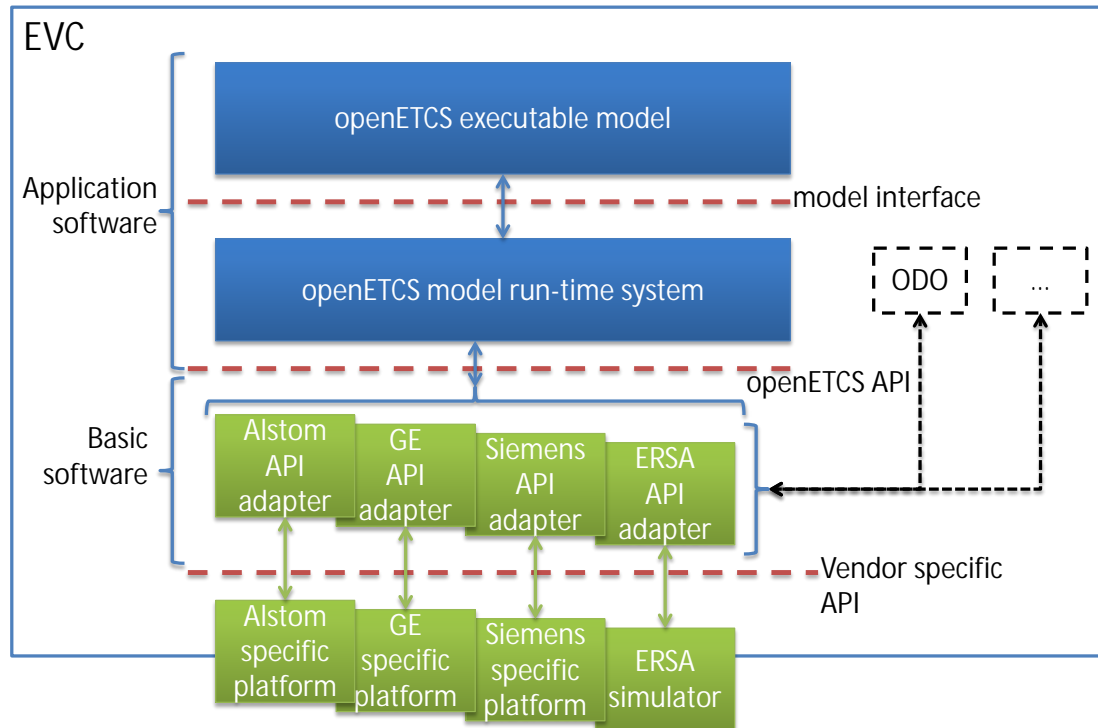 EVC
openETCS executable model
Application
software
model interface
openETCS model run-time system
ODO
...
openETCS API
Basic
software
Alstom
API
adapter
GE
API
adapter
Siemens
API
adapter
ERSA
API
adapter
Vendor specific
API
Alstom
specific
platform
GE
specific
platform
Siemens
specific
platform
ERSA
simulator